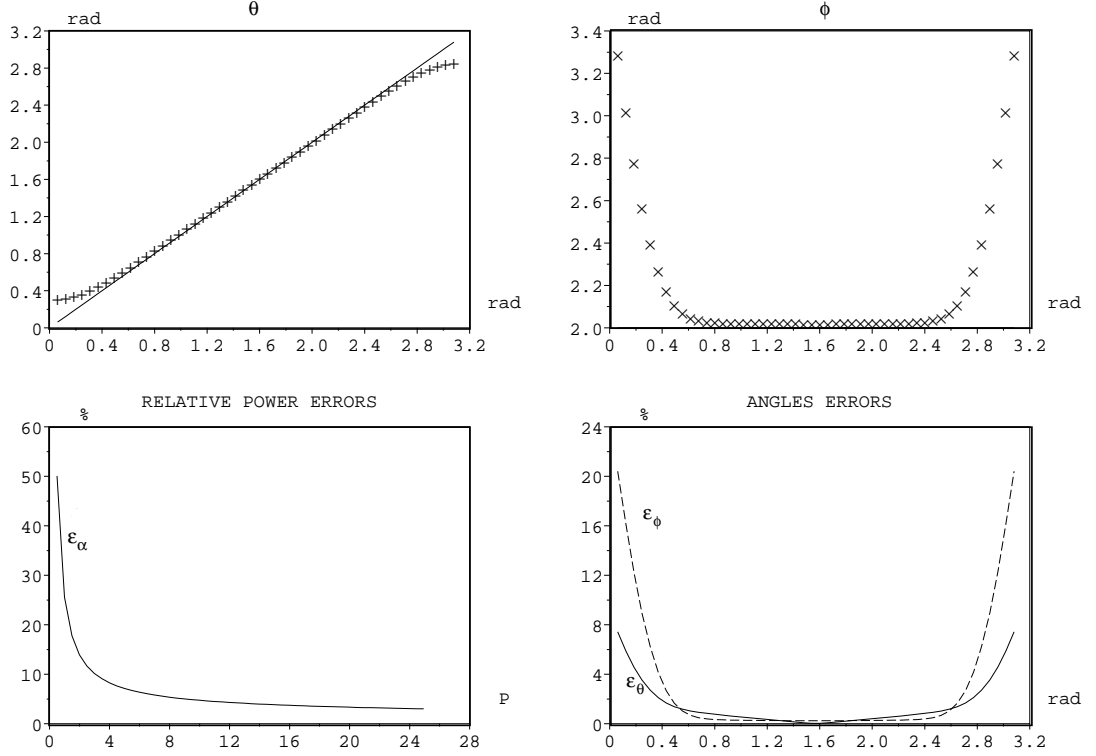 θ
rad
3.2
2.8
2.4
2.0
1.6
1.2
0.8
0.4
0
rad
0 0.4 0.8 1.2 1.6 2.0 2.4 2.8 3.2
ϕ
rad
3.4
3.2
3.0
2.8
2.6
2.4
2.2
2.0
rad
0 0.4 0.8 1.2 1.6 2.0 2.4 2.8 3.2
RELATIVE POWER ERRORS
%
60
50
40
30
20
10
0
εα
P
0 4 8 12 16 20 24 28
ANGLES ERRORS
%
24
20
16
12
8
4
0
εϕ
εθ
rad
0 0.4 0.8 1.2 1.6 2.0 2.4 2.8 3.2